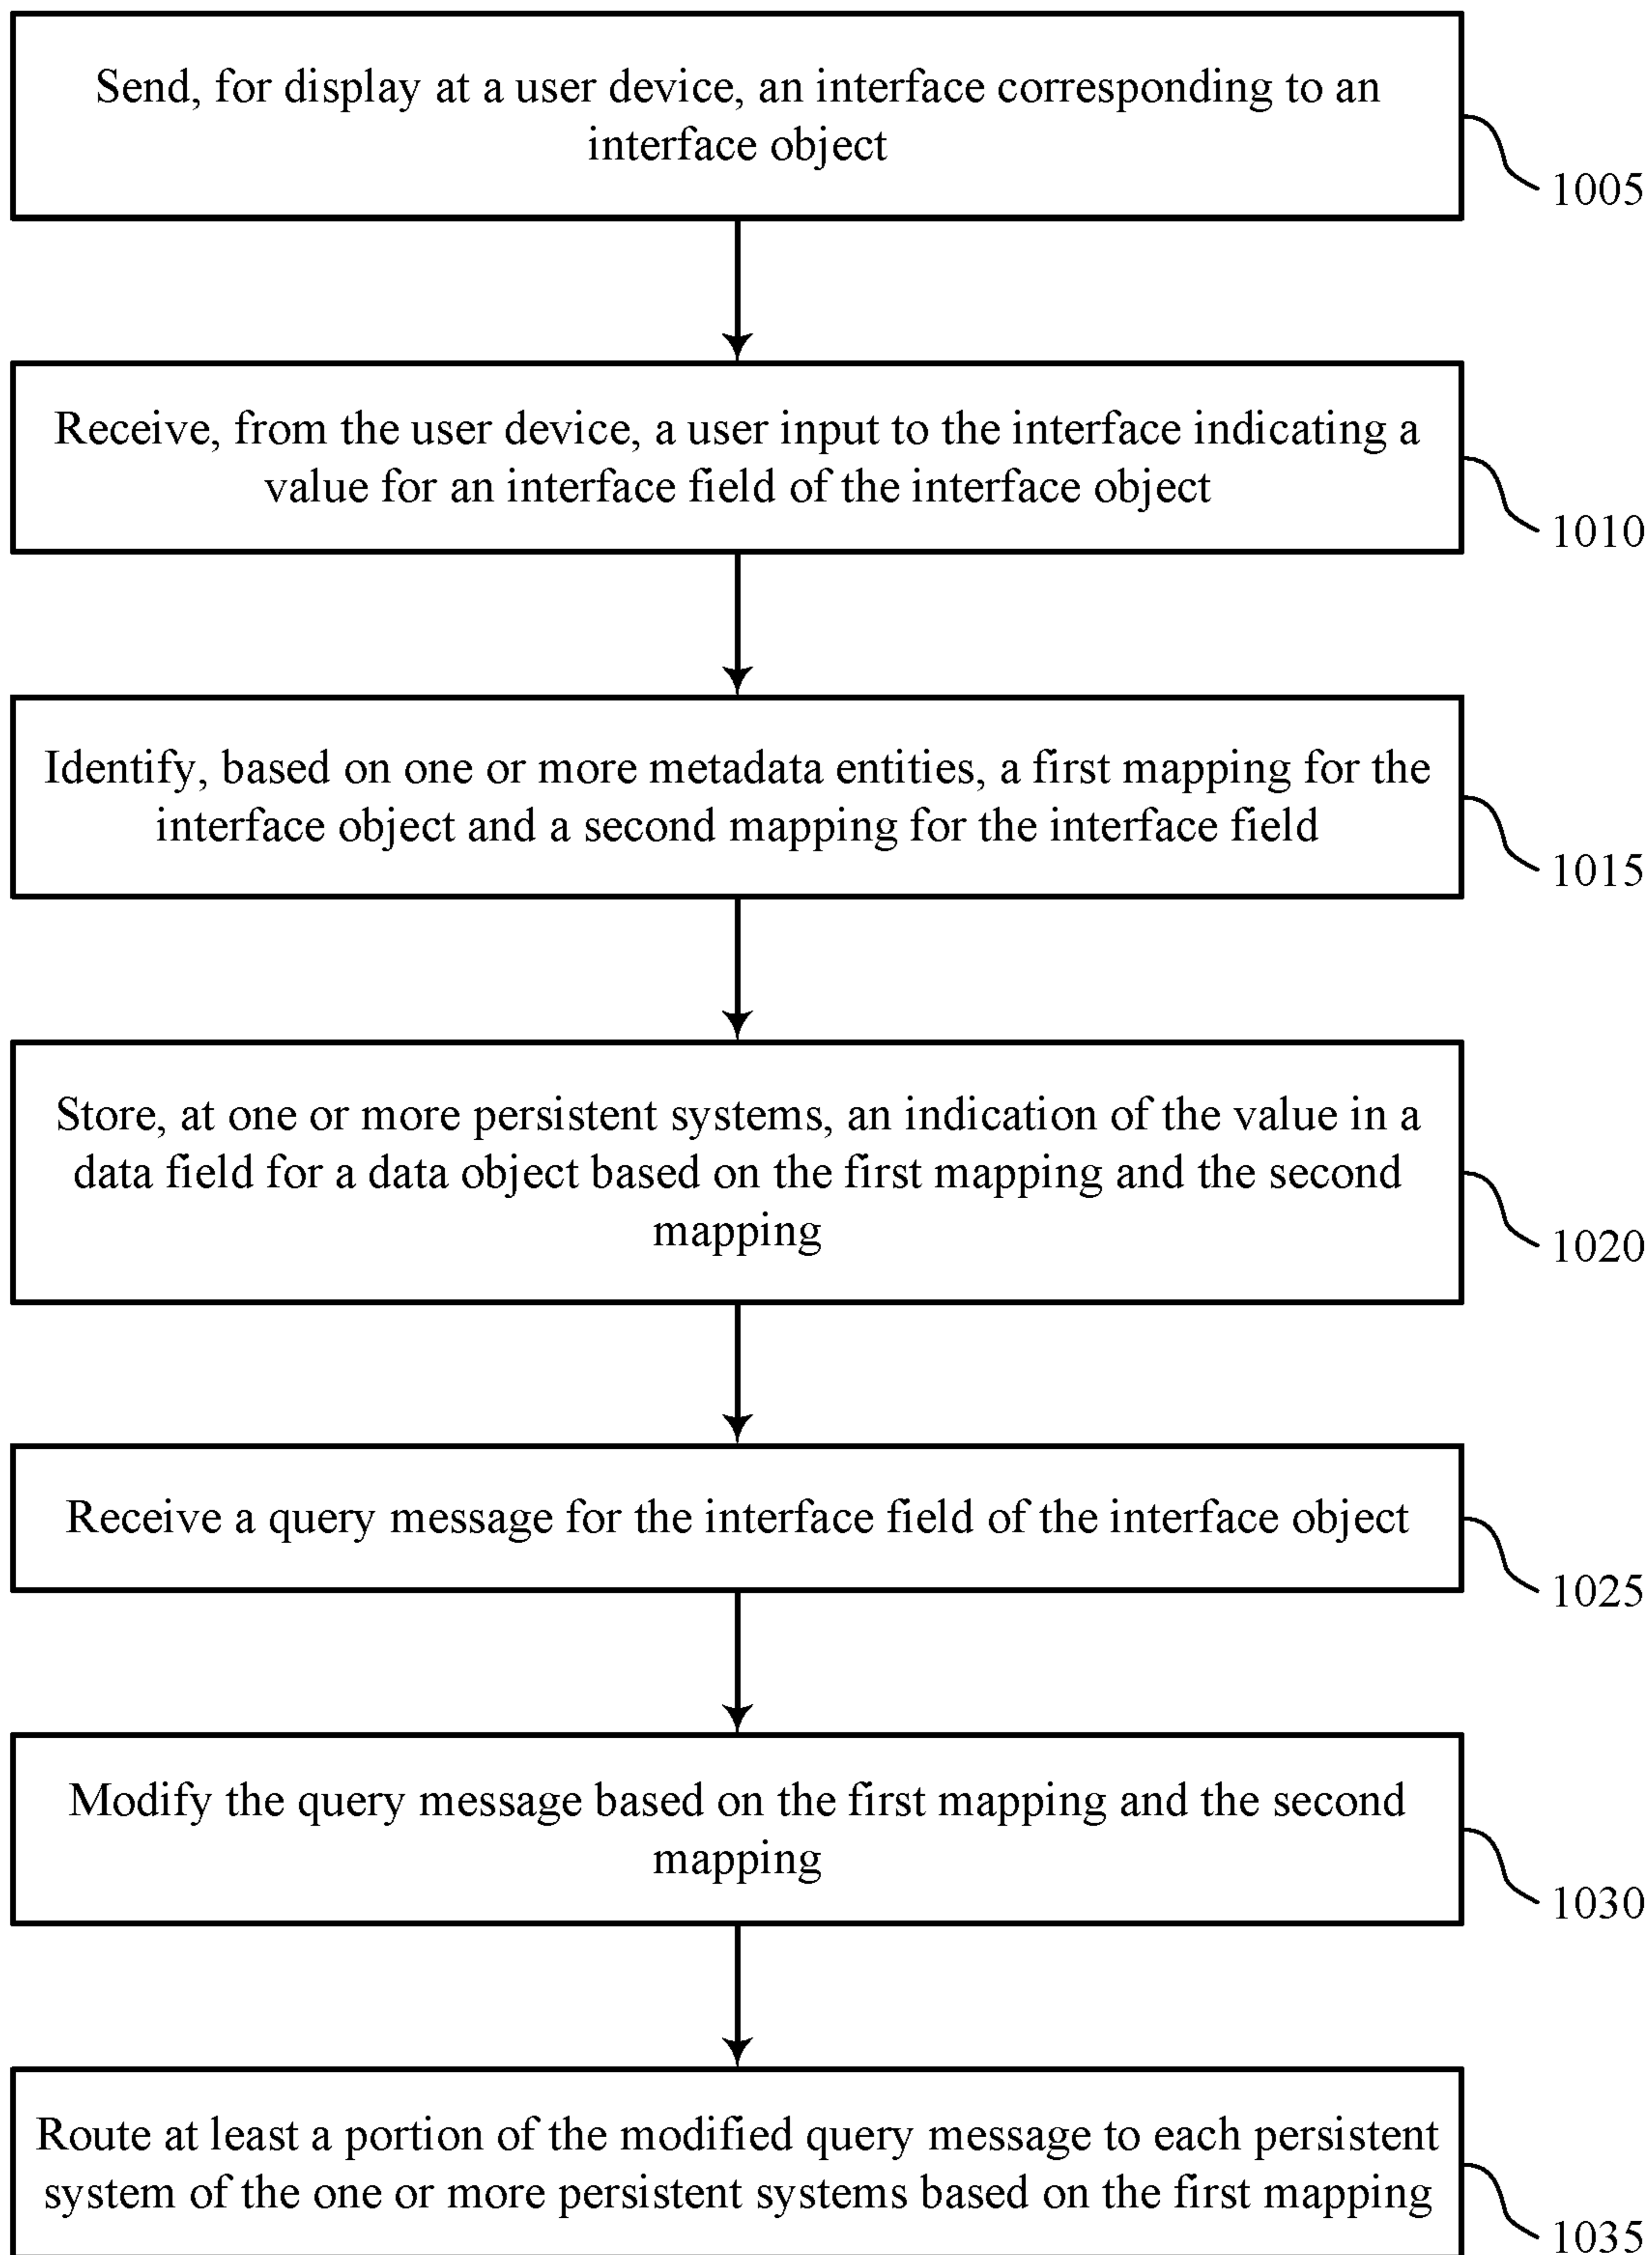 Send, for display at a user device, an interface corresponding to an
interface object
1005
Receive, from the user device, a user input to the interface indicating a
value for an interface field of the interface object
1010
Identify, based on one or more metadata entities, a first mapping for the
interface object and a second mapping for the interface field
1015
Store, at one or more persistent systems, an indication of the value in a
data field for a data object based on the first mapping and the second
mapping
1020
Receive a query message for the interface field of the interface object
1025
Modify the query message based on the first mapping and the second
mapping
1030
Route at least a portion of the modified query message to each persistent
system of the one or more persistent systems based on the first mapping
1035